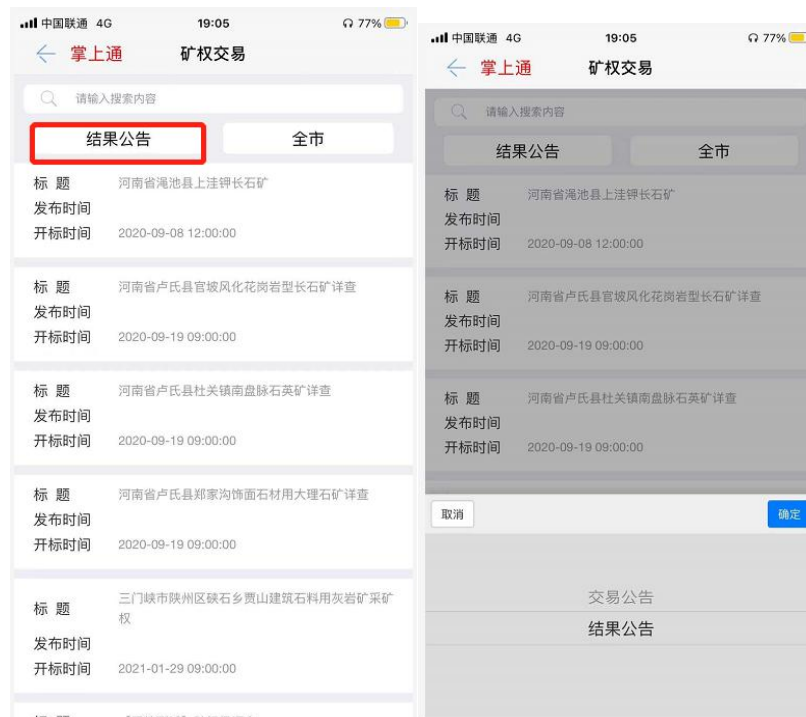 中国联通 4G 19:05 77%
掌上通 矿权交易
请输入搜索内容
结果公告 全市
标 题 河南省渑池县上洼钾长石矿
发布时间
开标时间 2020-09-08 12:00:00
标 题 河南省卢氏县官坡风化花岗岩型长石矿详查
发布时间
开标时间 2020-09-19 09:00:00
标 题 河南省卢氏县杜关镇南盘脉石英矿详查
发布时间
开标时间 2020-09-19 09:00:00
标 题 河南省卢氏县郑家沟饰面石材用大理石矿详查
发布时间
开标时间 2020-09-19 09:00:00
标 题 三门峡市陕州区硖石乡贾山建筑石料用灰岩矿采矿
权
发布时间
开标时间 2021-01-29 09:00:00
中国联通 4G 19:05 77%
掌上通 矿权交易
请输入搜索内容
结果公告 全市
标 题 河南省渑池县上洼钾长石矿
发布时间
开标时间 2020-09-08 12:00:00
标 题 河南省卢氏县官坡风化花岗岩型长石矿详查
发布时间
开标时间 2020-09-19 09:00:00
标 题 河南省卢氏县杜关镇南盘脉石英矿详查
发布时间
开标时间 2020-09-19 09:00:00
取消 确定
交易公告
结果公告